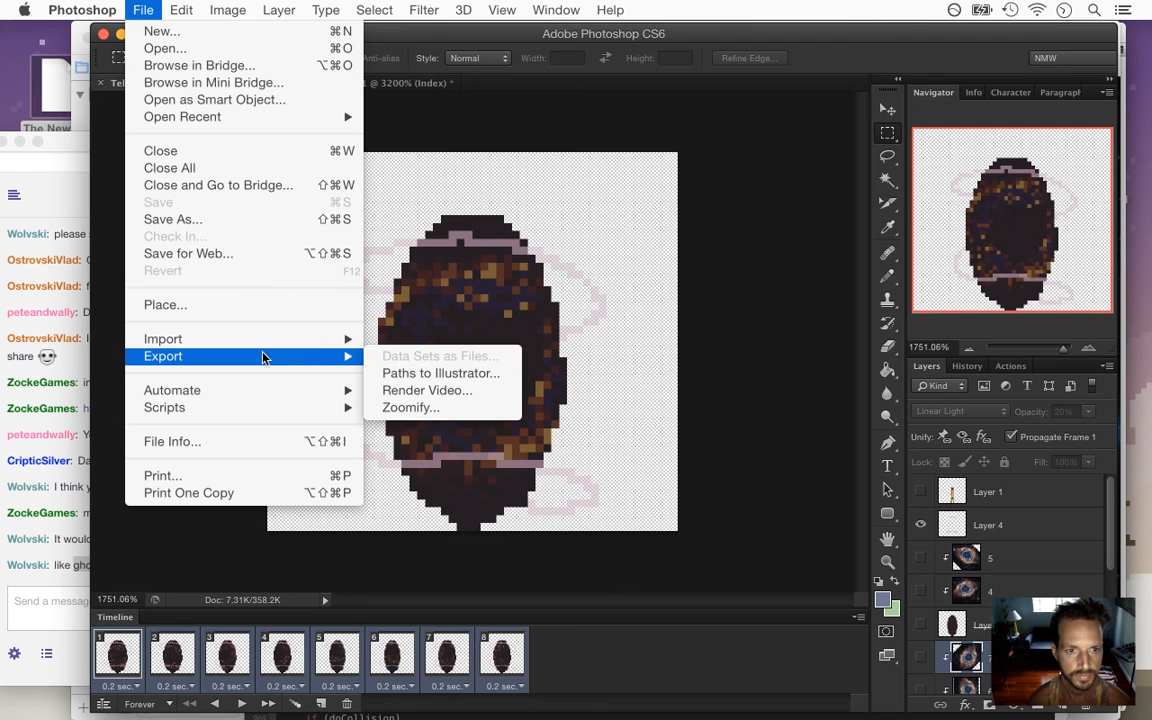 Photoshop File Edit Image Layer Type Select Filter 3D View Window Help
Adobe Photoshop CS6
Anti-alias Style: Normal Width: Height: Refine Edge... NMW
@ 3200% (Index) *
New... ⌘N
Open... ⌘O
Browse in Bridge... ⌥⌘O
Browse in Mini Bridge...
Open as Smart Object...
Open Recent
Close ⌘W
Close All
Close and Go to Bridge... ⇧⌘W
Save ⌘S
Save As... ⇧⌘S
Check In...
Save for Web... ⌥⇧⌘S
Revert F12
Place...
Import
Export
Automate
Scripts
File Info... ⌥⇧⌘I
Print... ⌘P
Print One Copy ⌥⇧⌘P
Data Sets as Files...
Paths to Illustrator...
Render Video...
Zoomify...
The New
Wolvski: please
OstrovskiVlad:
OstrovskiVlad:
peteandwally:
OstrovskiVlad: I
share
ZockeGames:
ZockeGames:
peteandwally:
CripticSilver:
Wolvski: I think
ZockeGames:
Wolvski: It would
Wolvski: like
Send a message
Navigator Info Character Paragraph
1751.06%
Layers History Actions
Kind
Linear Light Opacity: 20%
Unify: Propagate Frame 1
Lock: Fill: 100%
Layer 1
Layer 4
5
4
1751.06% Doc: 7.31K/358.2K
Timeline
1 2 3 4 5 6 7 8
0.2 sec. 0.2 sec. 0.2 sec. 0.2 sec. 0.2 sec. 0.2 sec. 0.2 sec. 0.2 sec.
Forever
if (doCollision)